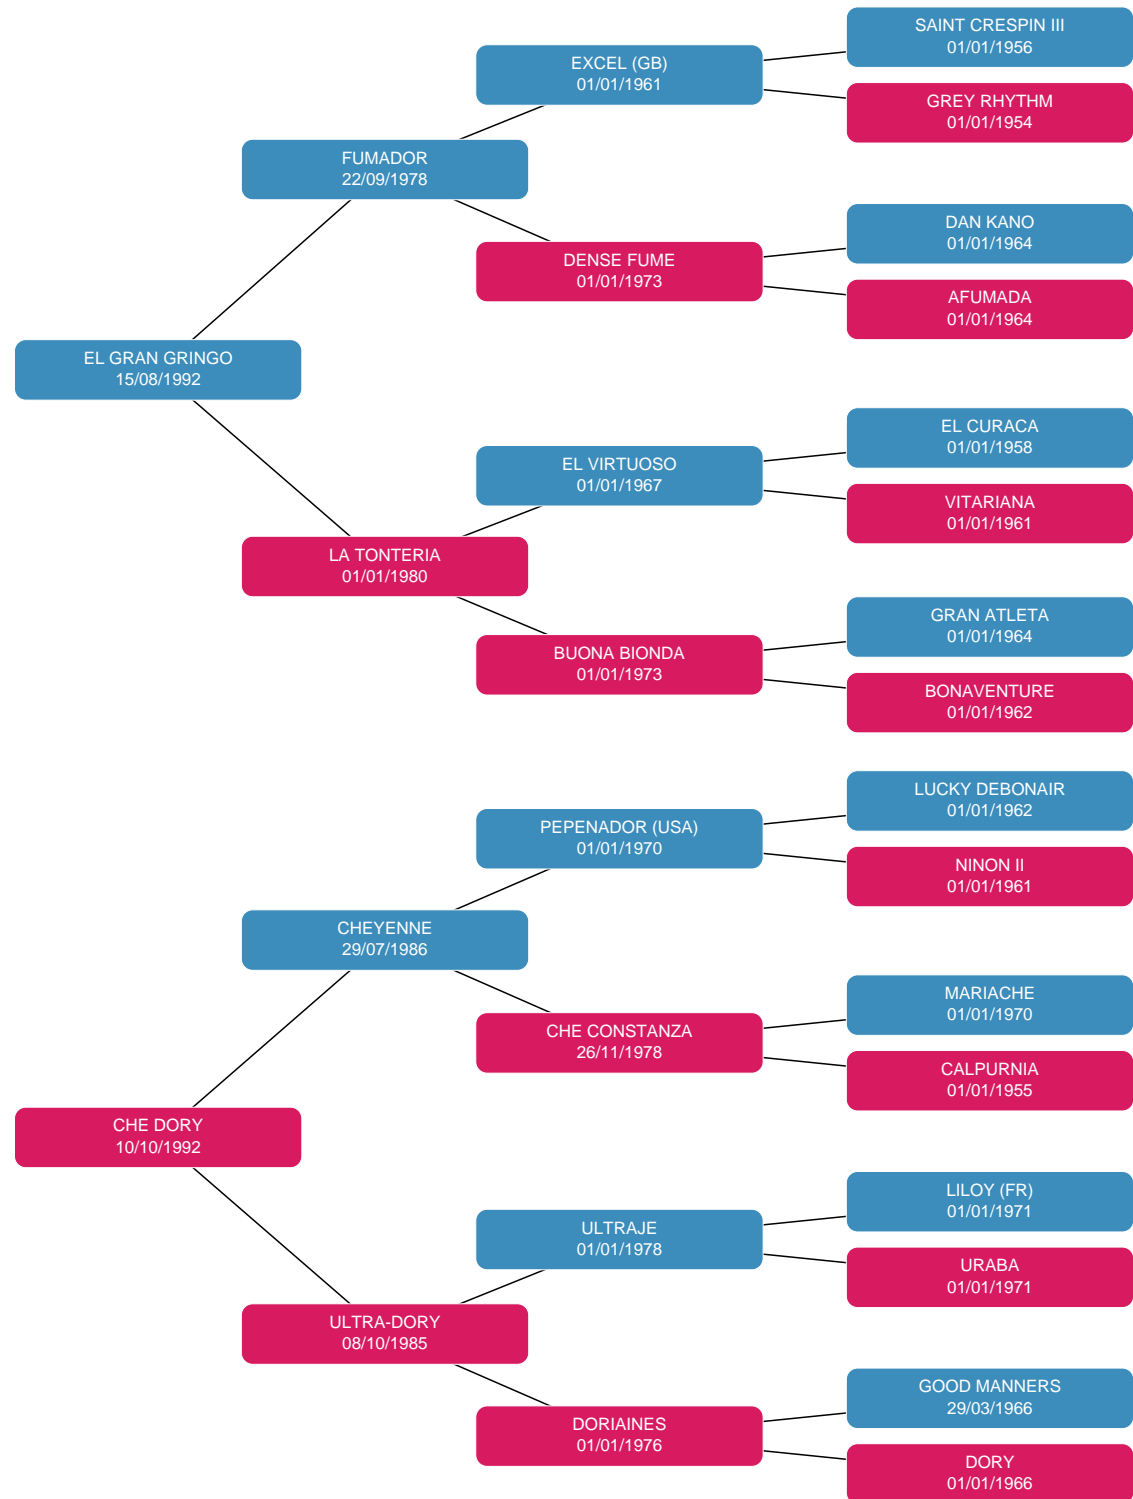 SAINT CRESPIN III
01/01/1956
EXCEL (GB)
01/01/1961
GREY RHYTHM
01/01/1954
FUMADOR
22/09/1978
DAN KANO
01/01/1964
DENSE FUME
01/01/1973
AFUMADA
01/01/1964
EL GRAN GRINGO
15/08/1992
EL CURACA
01/01/1958
EL VIRTUOSO
01/01/1967
VITARIANA
01/01/1961
LA TONTERIA
01/01/1980
GRAN ATLETA
01/01/1964
BUONA BIONDA
01/01/1973
BONAVENTURE
01/01/1962
LUCKY DEBONAIR
01/01/1962
PEPENADOR (USA)
01/01/1970
NINON II
01/01/1961
CHEYENNE
29/07/1986
MARIACHE
01/01/1970
CHE CONSTANZA
26/11/1978
CALPURNIA
01/01/1955
CHE DORY
10/10/1992
LILOY (FR)
01/01/1971
ULTRAJE
01/01/1978
URABA
01/01/1971
ULTRA-DORY
08/10/1985
GOOD MANNERS
29/03/1966
DORIAINES
01/01/1976
DORY
01/01/1966